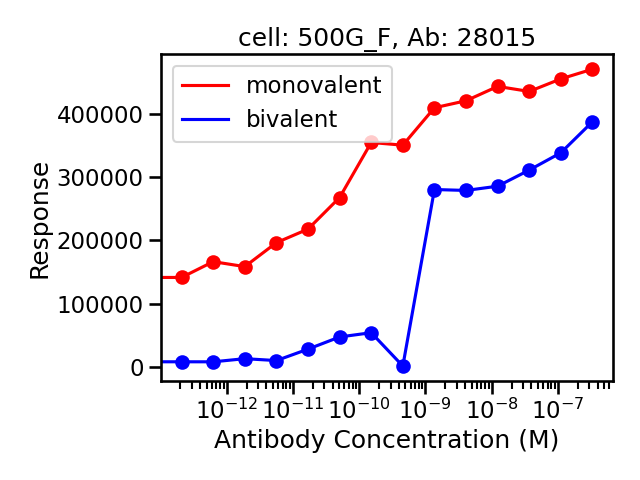 cell: 500G_F, Ab: 28015
monovalent
bivalent
Response
400000
300000
200000
100000
0
10⁻¹² 10⁻¹¹ 10⁻¹⁰ 10⁻⁹ 10⁻⁸ 10⁻⁷
Antibody Concentration (M)